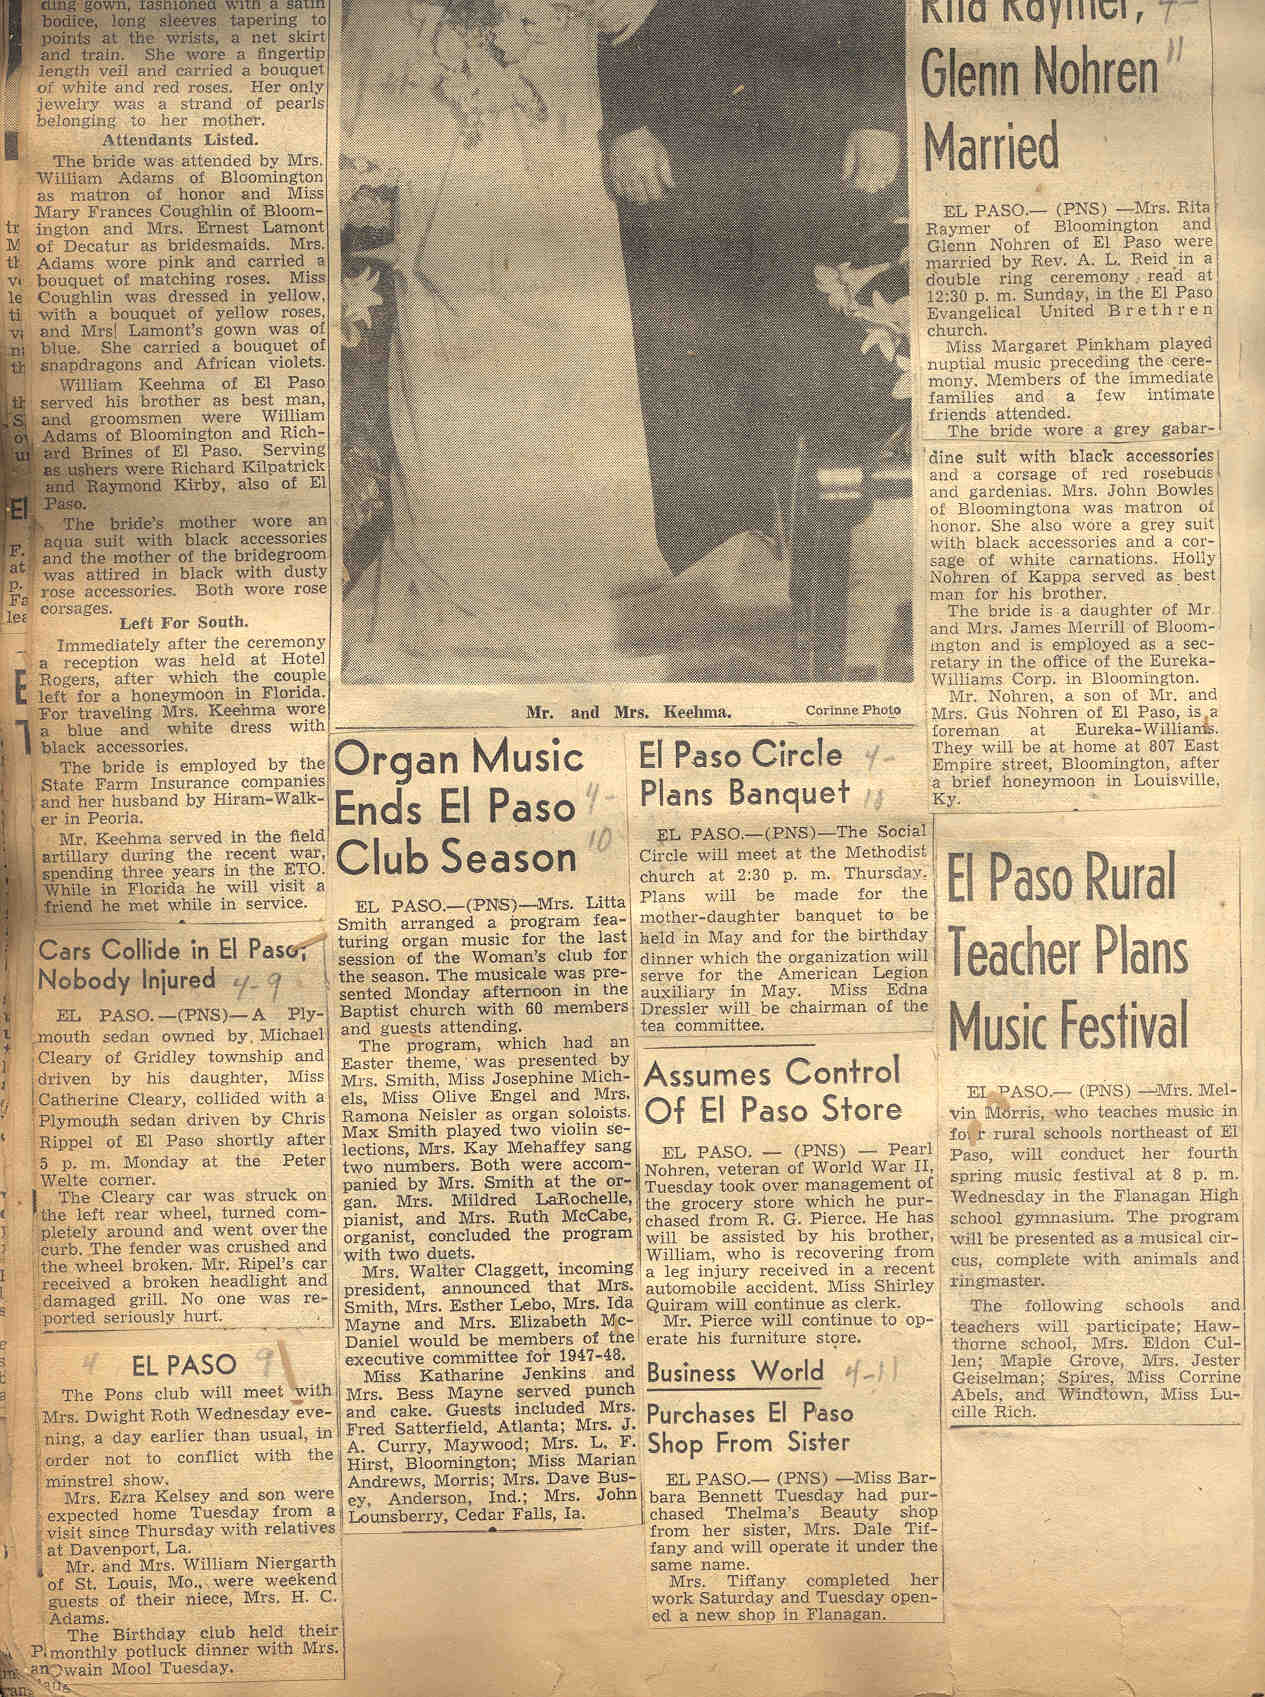 ding gown, fashioned with a satin
bodice, long sleeves tapering to
points at the wrists, a net skirt
and train. She wore a fingertip
length veil and carried a bouquet
of white and red roses. Her only
jewelry was a strand of pearls
belonging to her mother.
Attendants Listed.
The bride was attended by Mrs.
William Adams of Bloomington
as matron of honor and Miss
Mary Frances Coughlin of Bloom-
ington and Mrs. Ernest Lamont
of Decatur as bridesmaids. Mrs.
Adams wore pink and carried a
bouquet of matching roses. Miss
Coughlin was dressed in yellow,
with a bouquet of yellow roses,
and Mrs. Lamont's gown was of
blue. She carried a bouquet of
snapdragons and African violets.
William Keehma of El Paso
served his brother as best man,
and groomsmen were William
Adams of Bloomington and Rich-
ard Brines of El Paso. Serving
as ushers were Richard Kilpatrick
and Raymond Kirby, also of El
Paso.
The bride's mother wore an
aqua suit with black accessories
and the mother of the bridegroom
was attired in black with dusty
rose accessories. Both wore rose
corsages.
Left For South.
Immediately after the ceremony
a reception was held at Hotel
Rogers, after which the couple
left for a honeymoon in Florida.
For traveling Mrs. Keehma wore
a blue and white dress with
black accessories.
The bride is employed by the
State Farm Insurance companies
and her husband by Hiram-Walk-
er in Peoria.
Mr. Keehma served in the field
artillary during the recent war,
spending three years in the ETO.
While in Florida he will visit a
friend he met while in service.
Cars Collide in El Paso,
Nobody Injured 4-9
EL PASO.—(PNS)—A Ply-
mouth sedan owned by Michael
Cleary of Gridley township and
driven by his daughter, Miss
Catherine Cleary, collided with a
Plymouth sedan driven by Chris
Rippel of El Paso shortly after
5 p. m. Monday at the Peter
Welte corner.
The Cleary car was struck on
the left rear wheel, turned com-
pletely around and went over the
curb. The fender was crushed and
the wheel broken. Mr. Ripel's car
received a broken headlight and
damaged grill. No one was re-
ported seriously hurt.
4 EL PASO 9
The Pons club will meet with
Mrs. Dwight Roth Wednesday eve-
ning, a day earlier than usual, in
order not to conflict with the
minstrel show.
Mrs. Ezra Kelsey and son were
expected home Tuesday from a
visit since Thursday with relatives
at Davenport, La.
Mr. and Mrs. William Niergarth
of St. Louis, Mo., were weekend
guests of their niece, Mrs. H. C.
Adams.
The Birthday club held their
monthly potluck dinner with Mrs.
Owain Mool Tuesday.
Mr. and Mrs. Keehma. Corinne Photo
Organ Music
Ends El Paso 4-
Club Season 10
EL PASO.—(PNS)—Mrs. Litta
Smith arranged a program fea-
turing organ music for the last
session of the Woman's club for
the season. The musicale was pre-
sented Monday afternoon in the
Baptist church with 60 members
and guests attending.
The program, which had an
Easter theme, was presented by
Mrs. Smith, Miss Josephine Mich-
els, Miss Olive Engel and Mrs.
Ramona Neisler as organ soloists.
Max Smith played two violin se-
lections, Mrs. Kay Mehaffey sang
two numbers. Both were accom-
panied by Mrs. Smith at the or-
gan. Mrs. Mildred LaRochelle,
pianist, and Mrs. Ruth McCabe,
organist, concluded the program
with two duets.
Mrs. Walter Claggett, incoming
president, announced that Mrs.
Smith, Mrs. Esther Lebo, Mrs. Ida
Mayne and Mrs. Elizabeth Mc-
Daniel would be members of the
executive committee for 1947-48.
Miss Katharine Jenkins and
Mrs. Bess Mayne served punch
and cake. Guests included Mrs.
Fred Satterfield, Atlanta; Mrs. J.
A. Curry, Maywood; Mrs. L. F.
Hirst, Bloomington; Miss Marian
Andrews, Morris; Mrs. Dave Bus-
ey, Anderson, Ind.; Mrs. John
Lounsberry, Cedar Falls, Ia.
El Paso Circle 4-
Plans Banquet
EL PASO.—(PNS)—The Social
Circle will meet at the Methodist
church at 2:30 p. m. Thursday.
Plans will be made for the
mother-daughter banquet to be
held in May and for the birthday
dinner which the organization will
serve for the American Legion
auxiliary in May. Miss Edna
Dressler will be chairman of the
tea committee.
Assumes Control
Of El Paso Store
EL PASO. — (PNS) — Pearl
Nohren, veteran of World War II,
Tuesday took over management of
the grocery store which he pur-
chased from R. G. Pierce. He has
will be assisted by his brother,
William, who is recovering from
a leg injury received in a recent
automobile accident. Miss Shirley
Quiram will continue as clerk.
Mr. Pierce will continue to op-
erate his furniture store.
Business World 4-11
Purchases El Paso
Shop From Sister
EL PASO.— (PNS) —Miss Bar-
bara Bennett Tuesday had pur-
chased Thelma's Beauty shop
from her sister, Mrs. Dale Tif-
fany and will operate it under the
same name.
Mrs. Tiffany completed her
work Saturday and Tuesday open-
ed a new shop in Flanagan.
Rita Raymer, 4-
Glenn Nohren 11
Married
EL PASO.— (PNS) —Mrs. Rita
Raymer of Bloomington and
Glenn Nohren of El Paso were
married by Rev. A. L. Reid in a
double ring ceremony read at
12:30 p. m. Sunday, in the El Paso
Evangelical United Brethren
church.
Miss Margaret Pinkham played
nuptial music preceding the cere-
mony. Members of the immediate
families and a few intimate
friends attended.
The bride wore a grey gabar-
dine suit with black accessories
and a corsage of red rosebuds
and gardenias. Mrs. John Bowles
of Bloomingtona was matron of
honor. She also wore a grey suit
with black accessories and a cor-
sage of white carnations. Holly
Nohren of Kappa served as best
man for his brother.
The bride is a daughter of Mr.
and Mrs. James Merrill of Bloom-
ington and is employed as a sec-
retary in the office of the Eureka-
Williams Corp. in Bloomington.
Mr. Nohren, a son of Mr. and
Mrs. Gus Nohren of El Paso, is a
foreman at Eureka-Williams.
They will be at home at 807 East
Empire street, Bloomington, after
a brief honeymoon in Louisville,
Ky.
El Paso Rural
Teacher Plans
Music Festival
EL PASO.— (PNS) —Mrs. Mel-
vin Morris, who teaches music in
four rural schools northeast of El
Paso, will conduct her fourth
spring music festival at 8 p. m.
Wednesday in the Flanagan High
school gymnasium. The program
will be presented as a musical cir-
cus, complete with animals and
ringmaster.
The following schools and
teachers will participate; Haw-
thorne school, Mrs. Eldon Cul-
len; Maple Grove, Mrs. Jester
Geiselman; Spires, Miss Corrine
Abels, and Windtown, Miss Lu-
cille Rich.